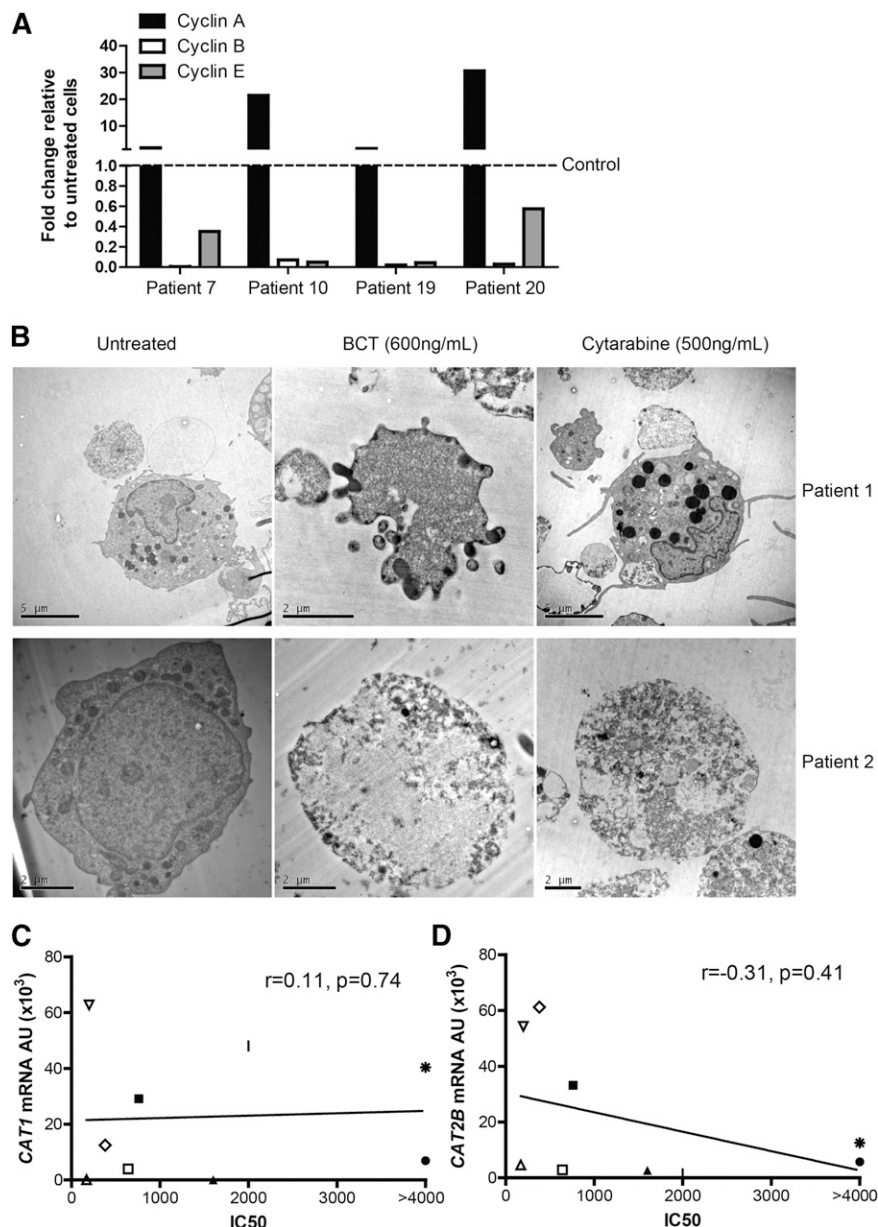 A
Cyclin A
Cyclin B
Cyclin E
Fold change relative
to untreated cells
40
30
20
10
1.0
0.8
0.6
0.4
0.2
0.0
Control
Patient 7 Patient 10 Patient 19 Patient 20
B
Untreated BCT (600ng/mL) Cytarabine (500ng/mL)
5 μm 2 μm 5 μm
Patient 1
2 μm 2 μm 2 μm
Patient 2
C
CAT1 mRNA AU (x10³)
80
60
40
20
0
r=0.11, p=0.74
0 1000 2000 3000 >4000
IC50
D
CAT2B mRNA AU (x10³)
80
60
40
20
0
r=-0.31, p=0.41
0 1000 2000 3000 >4000
IC50